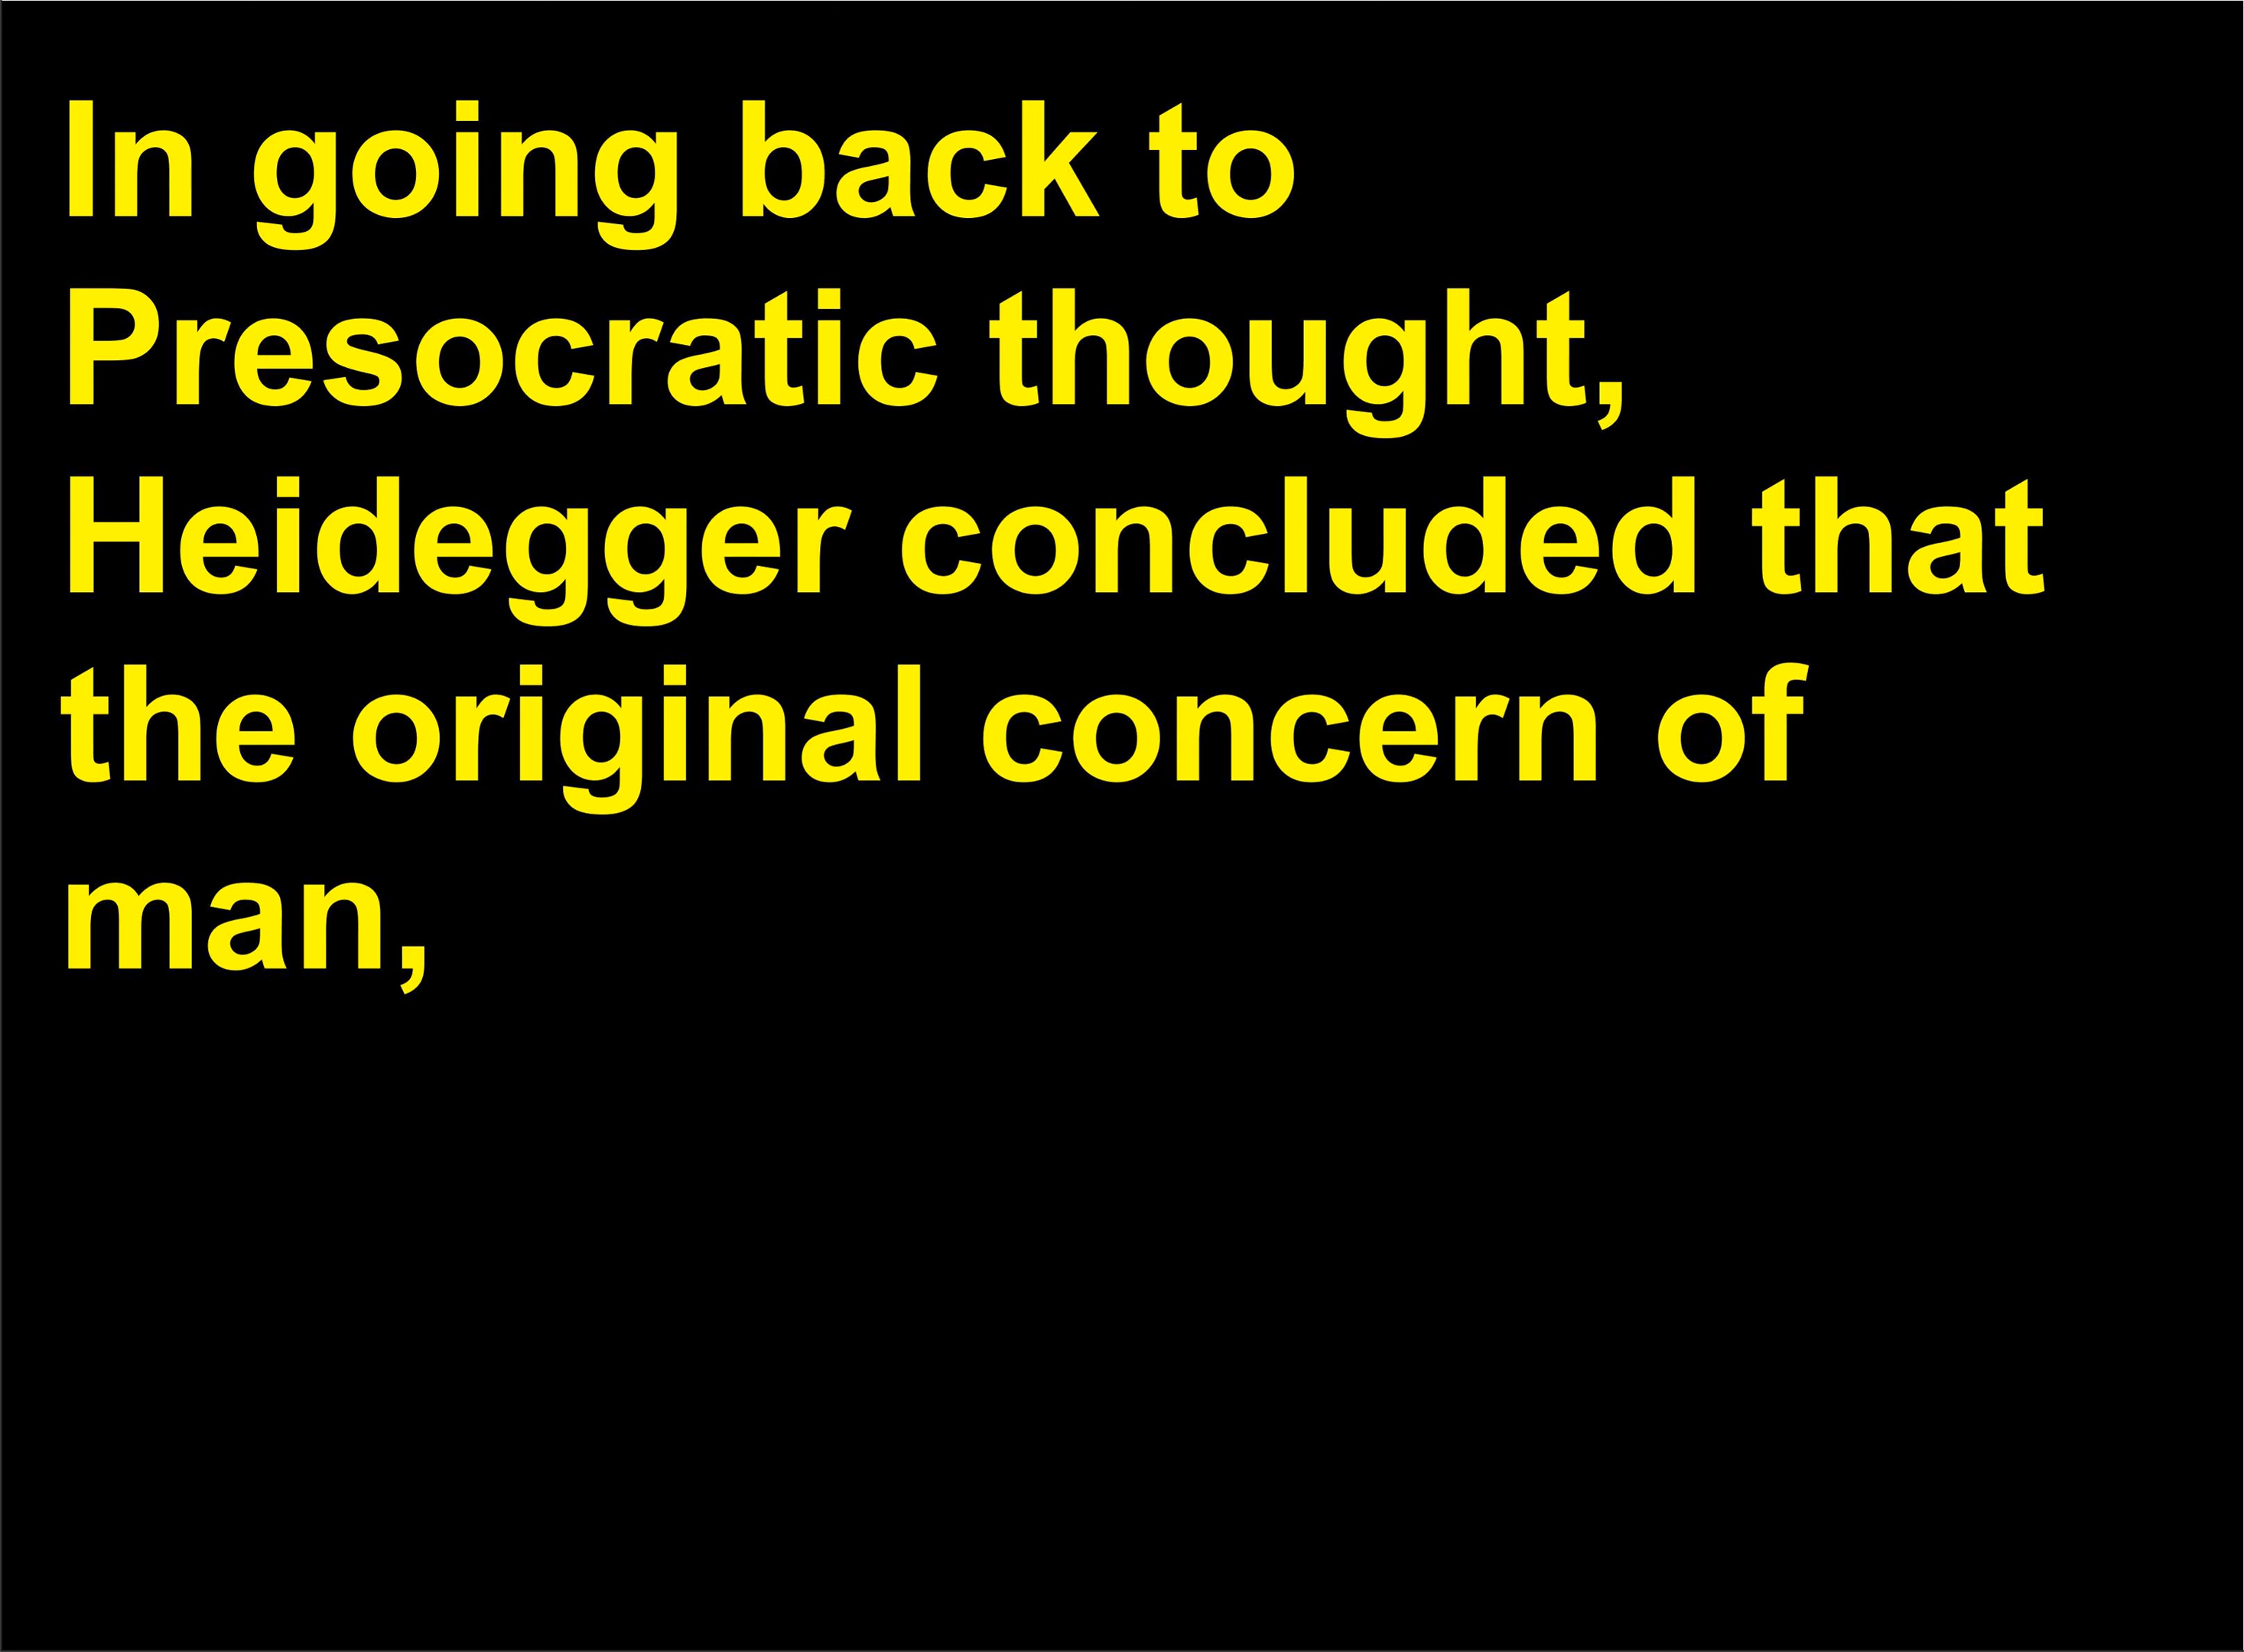 In going back to
Presocratic thought,
Heidegger concluded that
the original concern of
man,